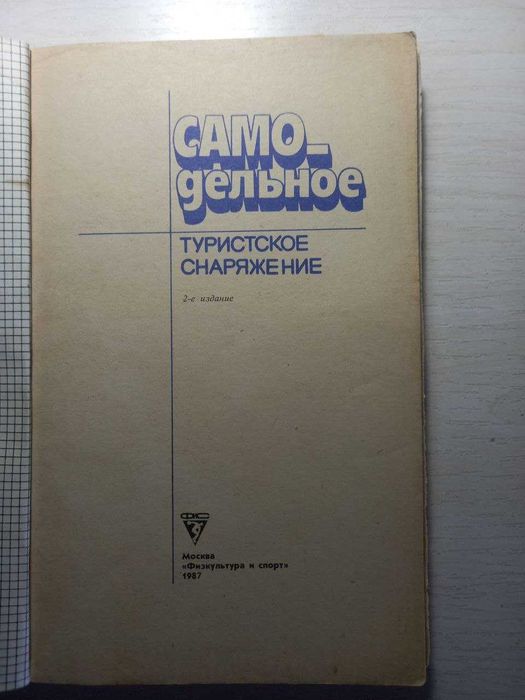 САМО-
дельное
ТУРИСТСКОЕ
СНАРЯЖЕНИЕ
2-е издание
ФиС
Москва
«Физкультура и спорт»
1987